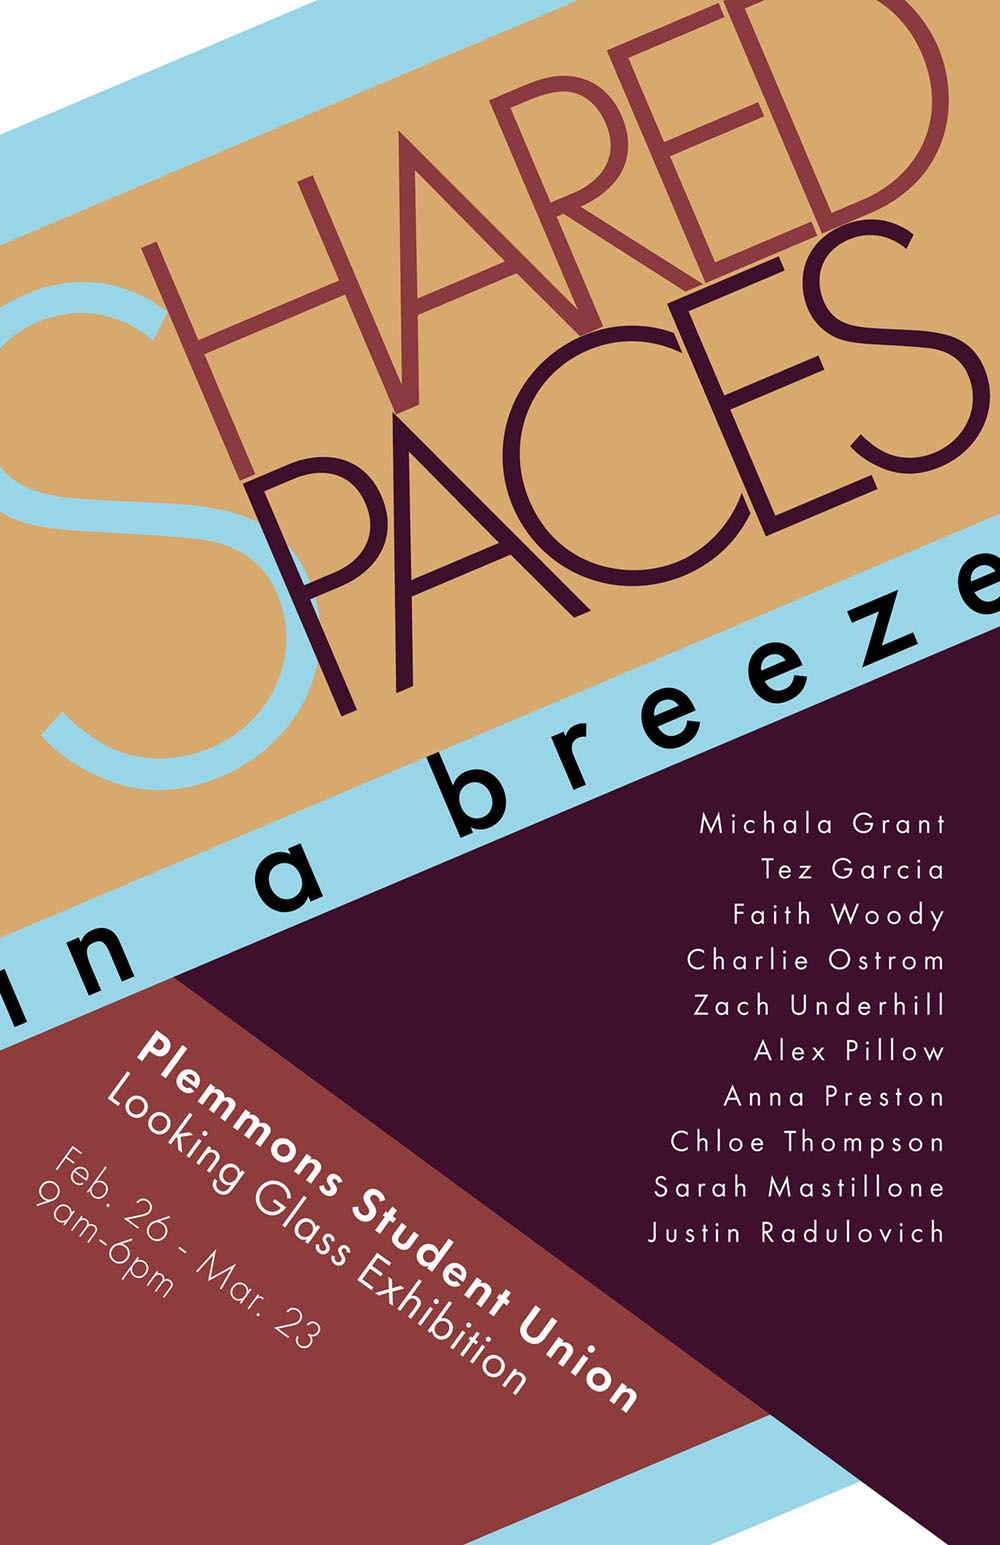 SHARED
SPACES
in a breeze
Michala Grant
Tez Garcia
Faith Woody
Charlie Ostrom
Zach Underhill
Alex Pillow
Anna Preston
Chloe Thompson
Sarah Mastillone
Justin Radulovich
Plemmons Student Union
Looking Glass Exhibition
Feb. 26 - Mar. 23
9am-6pm